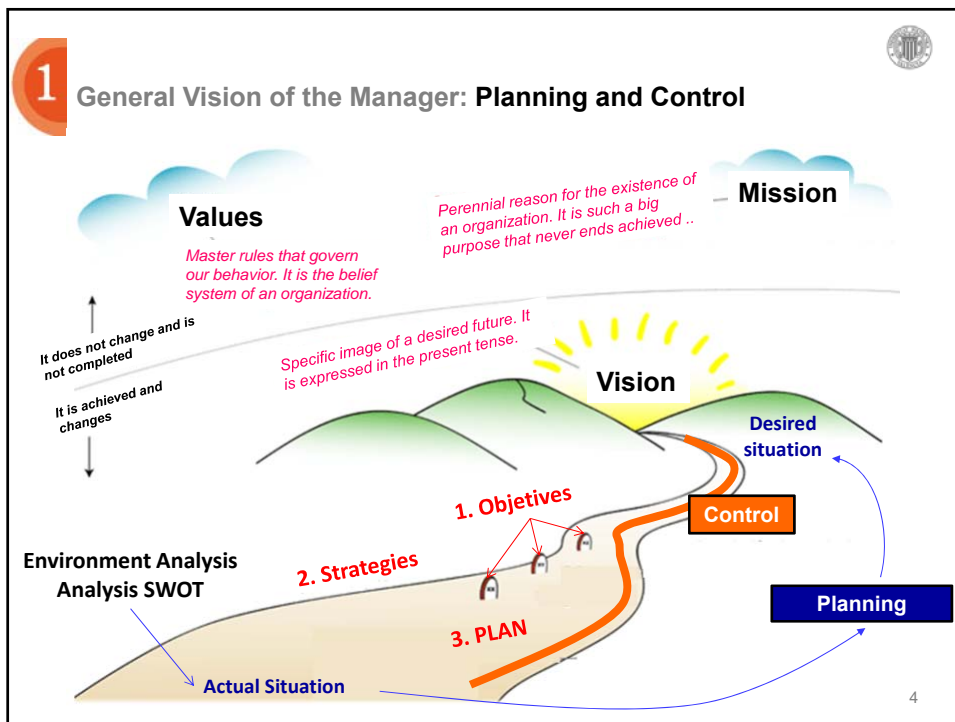 1
General Vision of the Manager: Planning and Control
Values
Master rules that govern
our behavior. It is the belief
system of an organization.
Perennial reason for the existence of
an organization. It is such a big
purpose that never ends achieved ..
Mission
It does not change and is
not completed
It is achieved and
changes
Specific image of a desired future. It
is expressed in the present tense.
Vision
Desired
situation
1. Objetives
Control
Environment Analysis
Analysis SWOT
2. Strategies
Planning
3. PLAN
Actual Situation
4